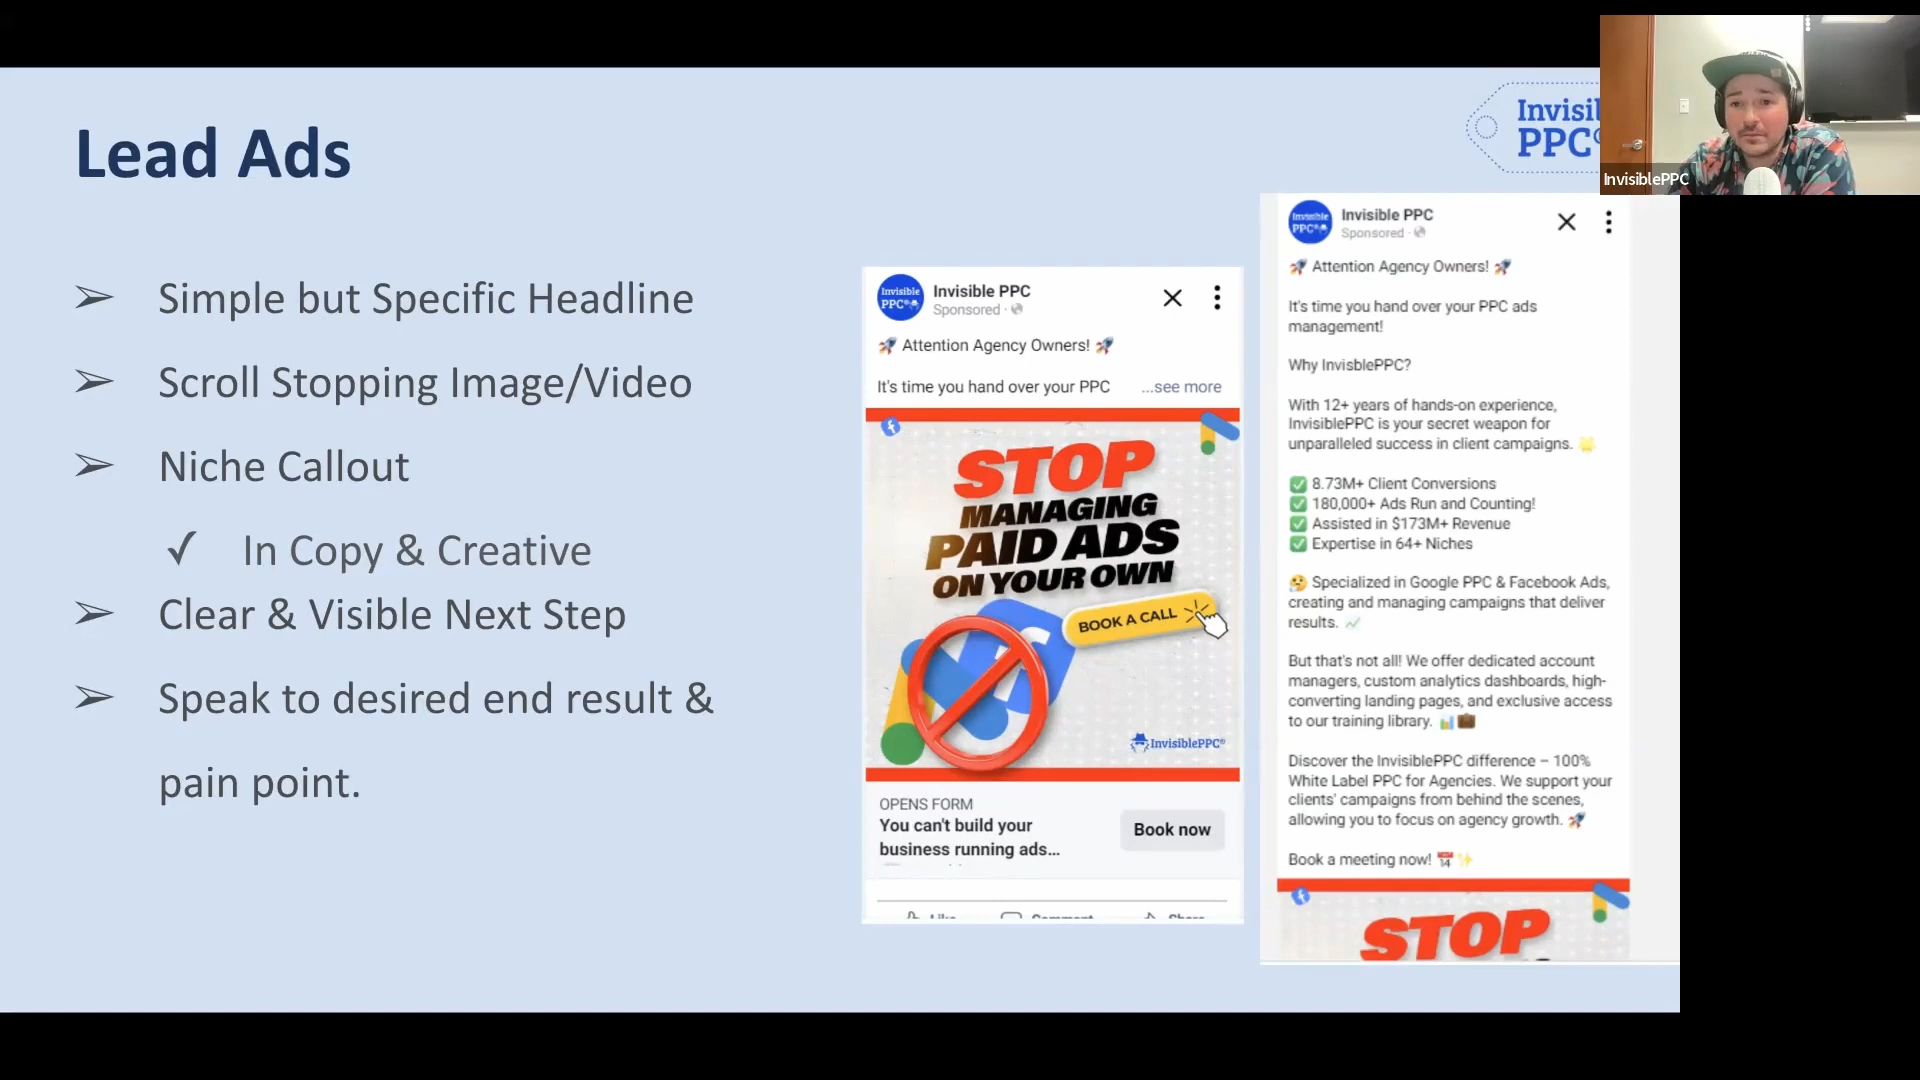 Lead Ads
➢ Simple but Specific Headline
➢ Scroll Stopping Image/Video
➢ Niche Callout
✓ In Copy & Creative
➢ Clear & Visible Next Step
➢ Speak to desired end result &
pain point.
Invisible PPC
Sponsored ·
🚀 Attention Agency Owners! 🚀
It's time you hand over your PPC ...see more
STOP
MANAGING
PAID ADS
ON YOUR OWN
BOOK A CALL
InvisiblePPC®
OPENS FORM
You can't build your
business running ads...
Book now
Like Comment Share
Invisible
PPC®
Invisible PPC
Sponsored ·
🚀 Attention Agency Owners! 🚀
It's time you hand over your PPC ads
management!
Why InvisblePPC?
With 12+ years of hands-on experience,
InvisiblePPC is your secret weapon for
unparalleled success in client campaigns. 🌟
✅ 8.73M+ Client Conversions
✅ 180,000+ Ads Run and Counting!
✅ Assisted in $173M+ Revenue
✅ Expertise in 64+ Niches
🤔 Specialized in Google PPC & Facebook Ads,
creating and managing campaigns that deliver
results. 📈
But that's not all! We offer dedicated account
managers, custom analytics dashboards, high-
converting landing pages, and exclusive access
to our training library. 📊💼
Discover the InvisiblePPC difference – 100%
White Label PPC for Agencies. We support your
clients' campaigns from behind the scenes,
allowing you to focus on agency growth. 🚀
Book a meeting now! 📅✨
STOP
Invisible
PPC®
Invisi
PPC
InvisiblePPC